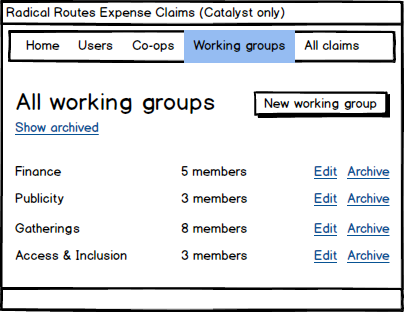 Radical Routes Expense Claims (Catalyst only)
Home Users Co-ops Working groups All claims
All working groups New working group
Show archived
Finance 5 members Edit Archive
Publicity 3 members Edit Archive
Gatherings 8 members Edit Archive
Access & Inclusion 3 members Edit Archive